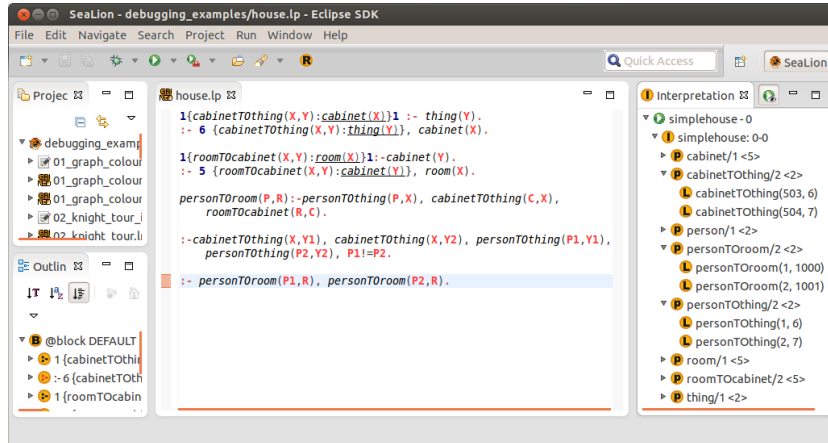 SeaLion - debugging_examples/house.lp - Eclipse SDK
File Edit Navigate Search Project Run Window Help
R Quick Access SeaLion
Projec
debugging_examp
01_graph_colour
01_graph_colour
01_graph_colour
02_knight_tour_i
02_knight_tour.l
Outlin
@block DEFAULT
1 {cabinetTOthin
:- 6 {cabinetTOth
1 {roomTOcabin
house.lp
1{cabinetTOthing(X,Y):cabinet(X)}1 :- thing(Y).
:- 6 {cabinetTOthing(X,Y):thing(Y)}, cabinet(X).
1{roomTOcabinet(X,Y):room(X)}1:-cabinet(Y).
:- 5 {roomTOcabinet(X,Y):cabinet(Y)}, room(X).
personTOroom(P,R):-personTOthing(P,X), cabinetTOthing(C,X),
roomTOcabinet(R,C).
:-cabinetTOthing(X,Y1), cabinetTOthing(X,Y2), personTOthing(P1,Y1),
personTOthing(P2,Y2), P1!=P2.
:- personTOroom(P1,R), personTOroom(P2,R).
Interpretation
simplehouse - 0
simplehouse: 0-0
cabinet/1 <5>
cabinetTOthing/2 <2>
cabinetTOthing(503, 6)
cabinetTOthing(504, 7)
person/1 <2>
personTOroom/2 <2>
personTOroom(1, 1000)
personTOroom(2, 1001)
personTOthing/2 <2>
personTOthing(1, 6)
personTOthing(2, 7)
room/1 <5>
roomTOcabinet/2 <5>
thing/1 <2>